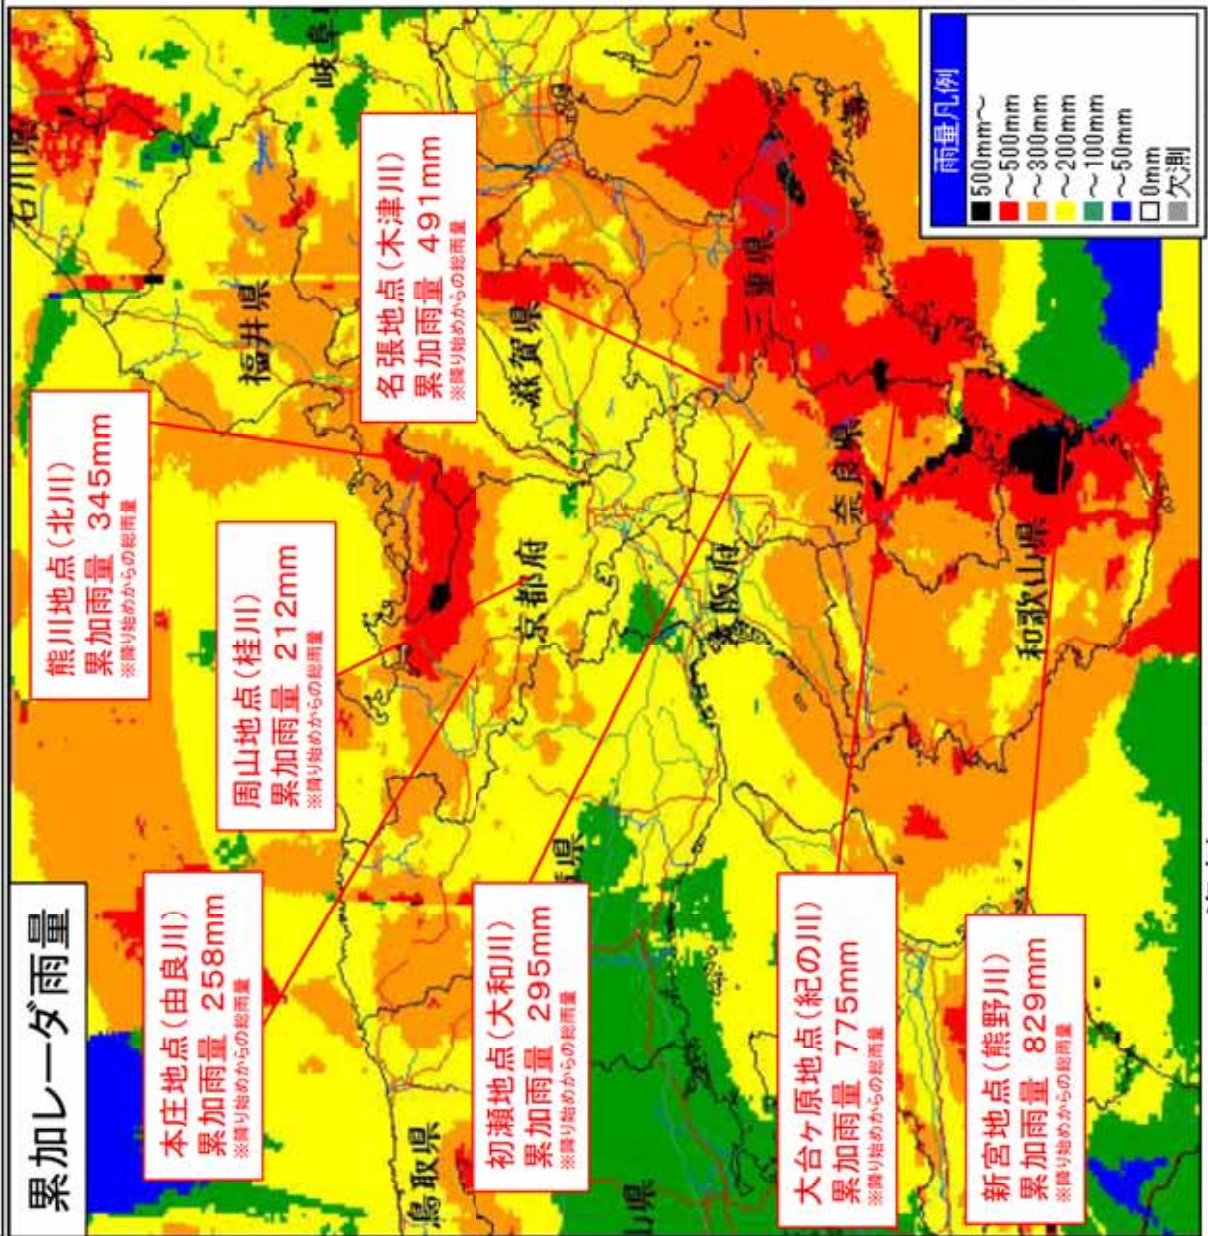 累加レーダ雨量
本庄地点(由良川)
累加雨量 258mm
※降り始めからの総雨量
周山地点(桂川)
累加雨量 212mm
※降り始めからの総雨量
熊川地点(北川)
累加雨量 345mm
※降り始めからの総雨量
名張地点(木津川)
累加雨量 491mm
※降り始めからの総雨量
初瀬地点(大和川)
累加雨量 295mm
※降り始めからの総雨量
大台ケ原地点(紀の川)
累加雨量 775mm
※降り始めからの総雨量
新宮地点(熊野川)
累加雨量 829mm
※降り始めからの総雨量
石川県
岐阜
福井県
滋賀県
京都府
鳥取県
県
山県
大阪府
奈良県
三重県
和歌山県
雨量凡例
500mm～
～500mm
～300mm
～200mm
～100mm
～50mm
0mm
欠測